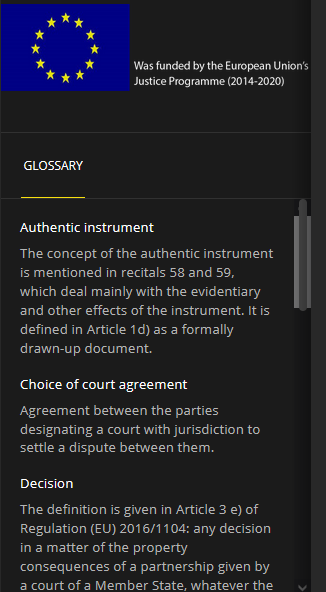 Was funded by the European Union's
Justice Programme (2014-2020)
GLOSSARY
Authentic instrument
The concept of the authentic instrument
is mentioned in recitals 58 and 59,
which deal mainly with the evidentiary
and other effects of the instrument. It is
defined in Article 1d) as a formally
drawn-up document.
Choice of court agreement
Agreement between the parties
designating a court with jurisdiction to
settle a dispute between them.
Decision
The definition is given in Article 3 e) of
Regulation (EU) 2016/1104: any decision
in a matter of the property
consequences of a partnership given by
a court of a Member State, whatever the